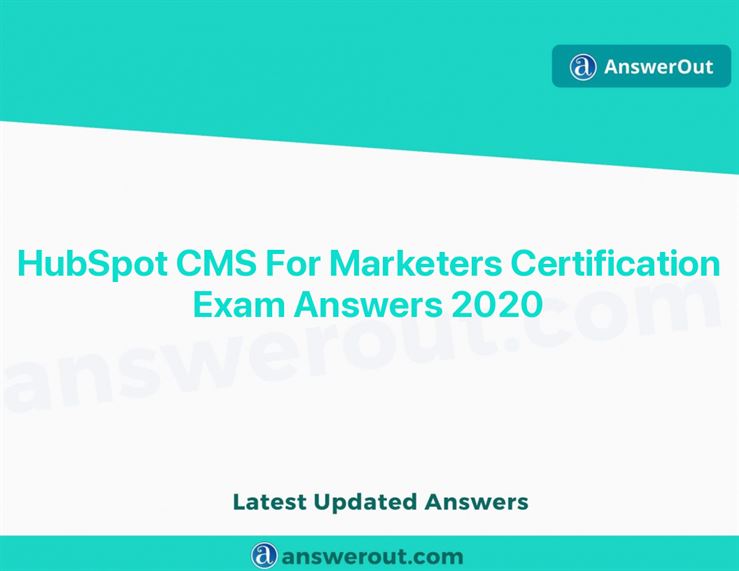 AnswerOut
HubSpot CMS For Marketers Certification
Exam Answers 2020
answerout.com
Latest Updated Answers
answerout.com